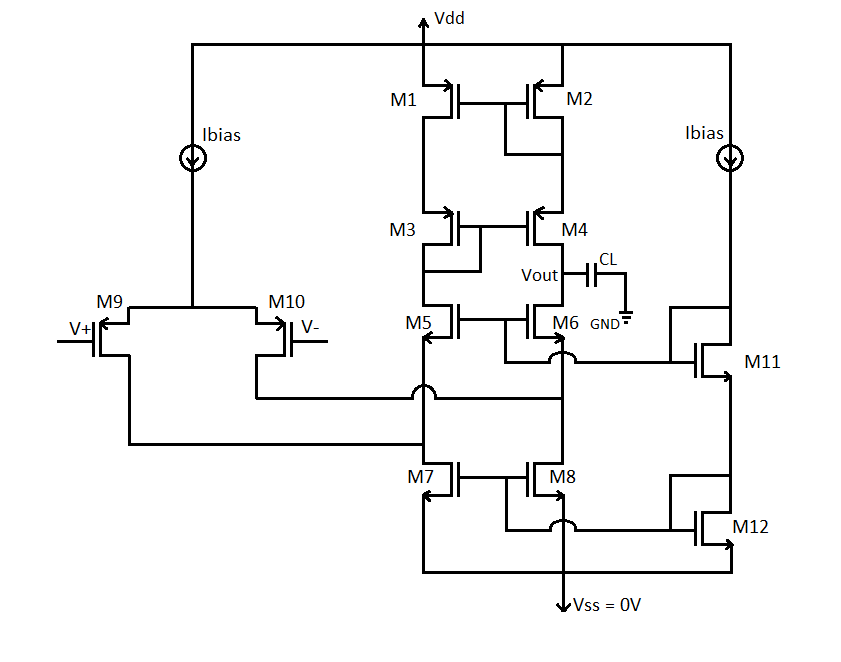 Vdd
M1
M2
Ibias
Ibias
M3
M4
Vout
CL
M9
M10
V+
V-
M5
M6
GND
M11
M7
M8
M12
Vss = 0V